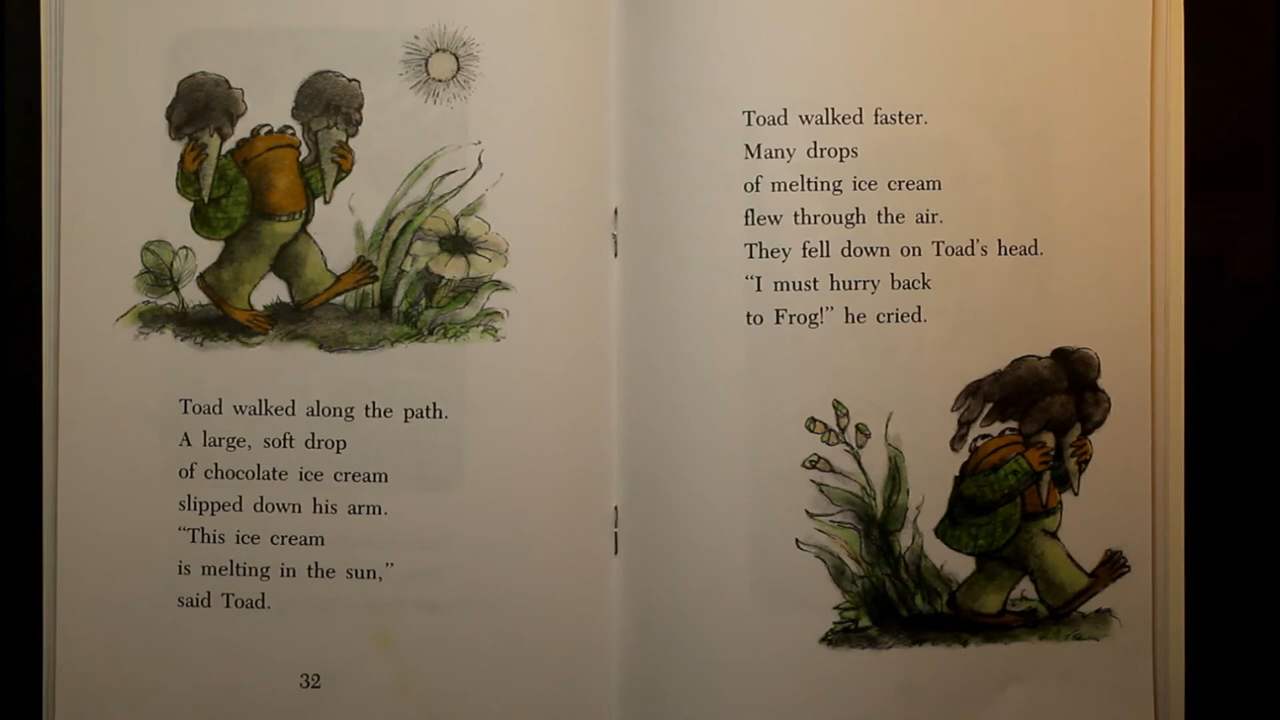 Toad walked along the path.
A large, soft drop
of chocolate ice cream
slipped down his arm.
“This ice cream
is melting in the sun,”
said Toad.
32
Toad walked faster.
Many drops
of melting ice cream
flew through the air.
They fell down on Toad’s head.
“I must hurry back
to Frog!” he cried.